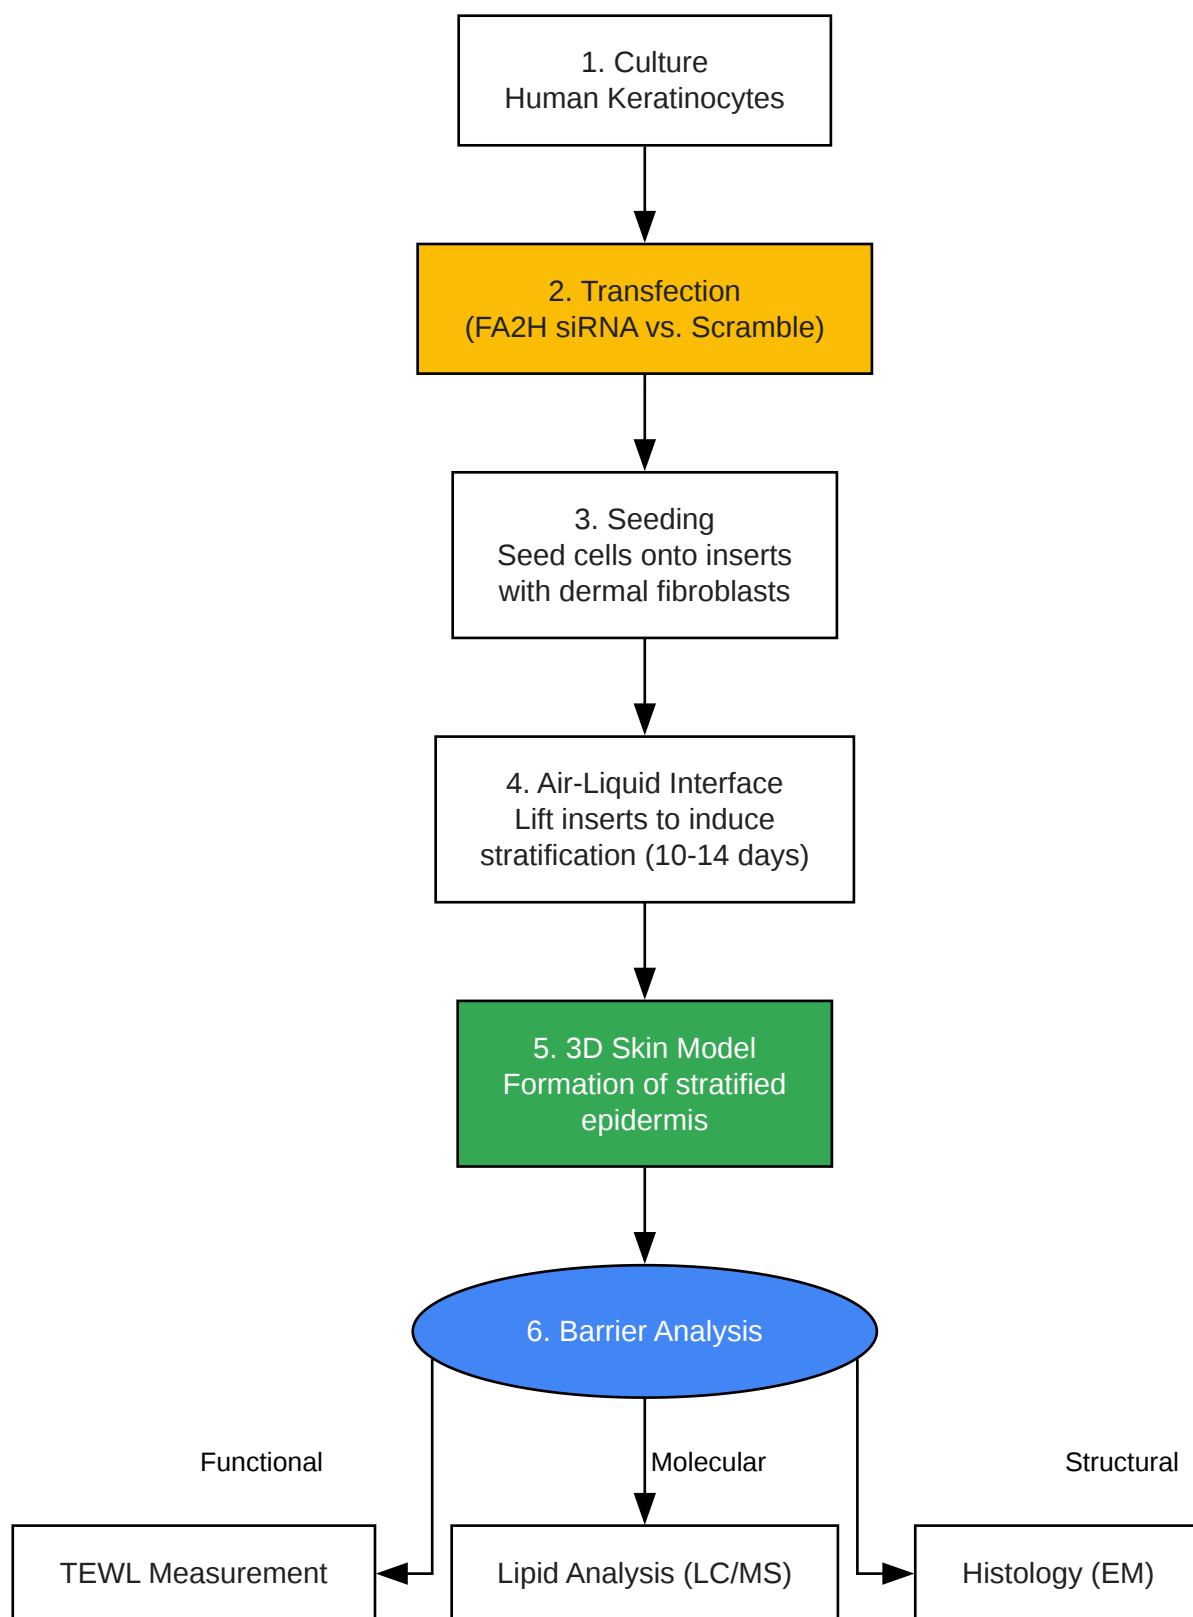 1. Culture
Human Keratinocytes
2. Transfection
(FA2H siRNA vs. Scramble)
3. Seeding
Seed cells onto inserts
with dermal fibroblasts
4. Air-Liquid Interface
Lift inserts to induce
stratification (10-14 days)
5. 3D Skin Model
Formation of stratified
epidermis
6. Barrier Analysis
Functional
Molecular
Structural
TEWL Measurement
Lipid Analysis (LC/MS)
Histology (EM)